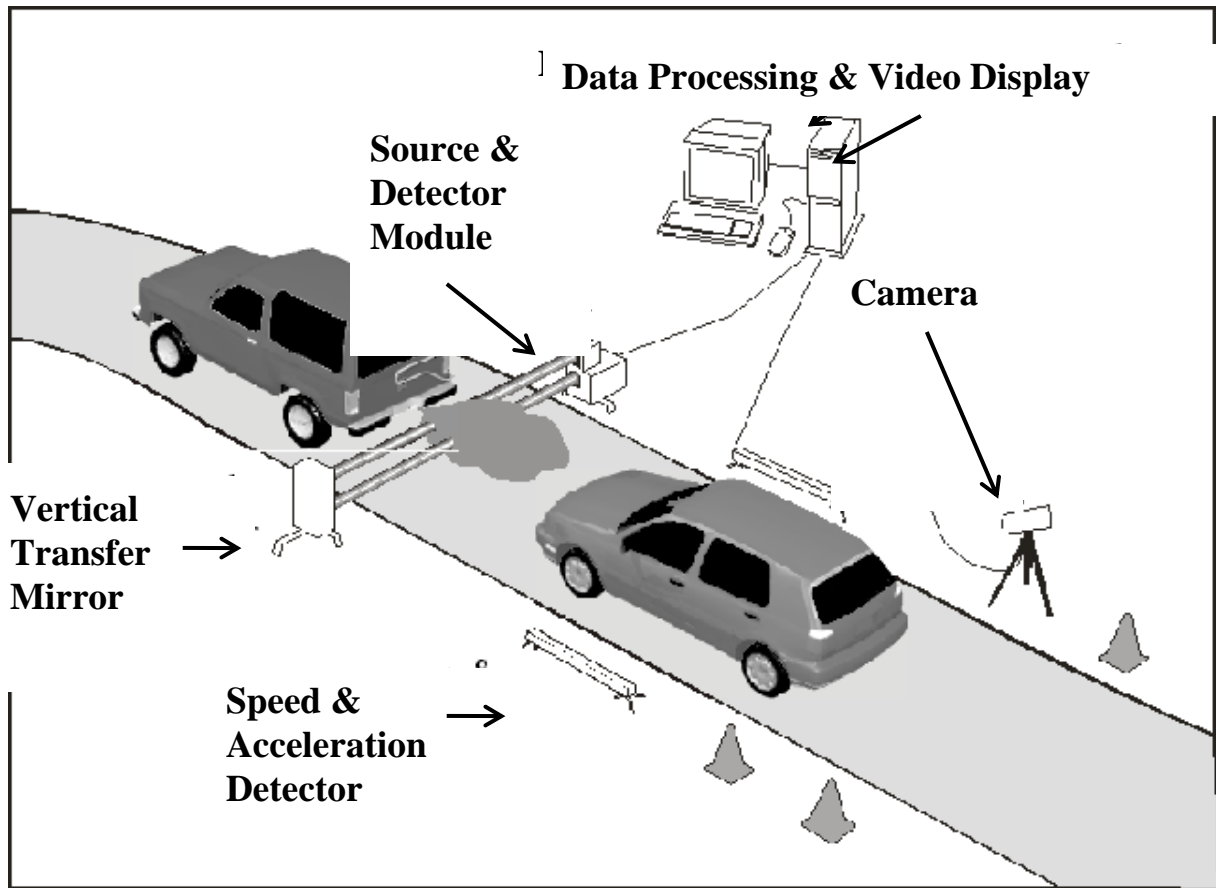 Data Processing & Video Display
Source &
Detector
Module
Camera
Vertical
Transfer
Mirror
Speed &
Acceleration
Detector